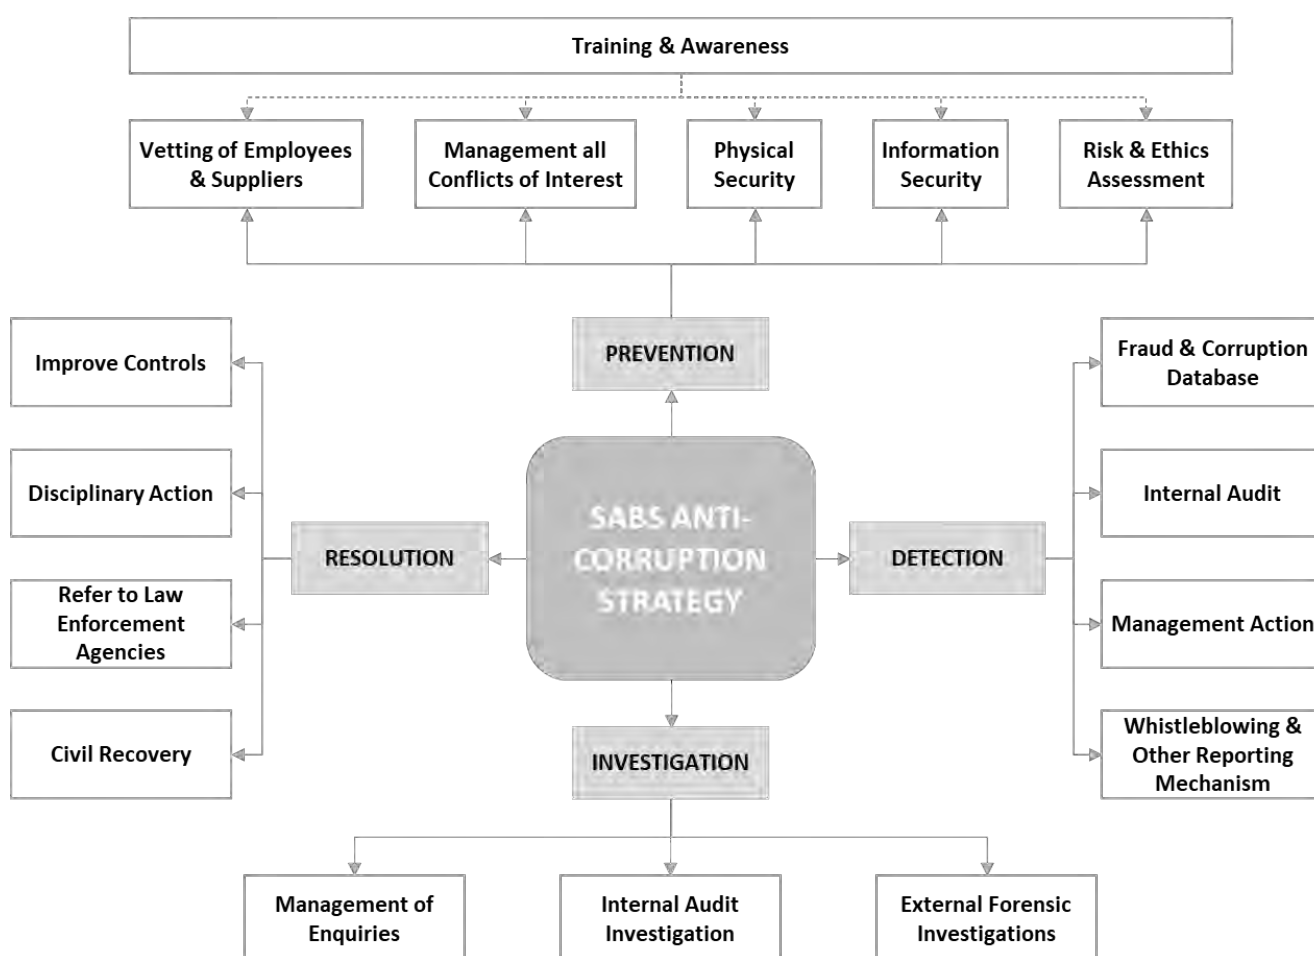 Training & Awareness
Vetting of Employees
& Suppliers
Management all
Conflicts of Interest
Physical
Security
Information
Security
Risk & Ethics
Assessment
PREVENTION
Improve Controls
Disciplinary Action
Refer to Law
Enforcement
Agencies
Civil Recovery
RESOLUTION
SABS ANTI-
CORRUPTION
STRATEGY
DETECTION
Fraud & Corruption
Database
Internal Audit
Management Action
Whistleblowing &
Other Reporting
Mechanism
INVESTIGATION
Management of
Enquiries
Internal Audit
Investigation
External Forensic
Investigations